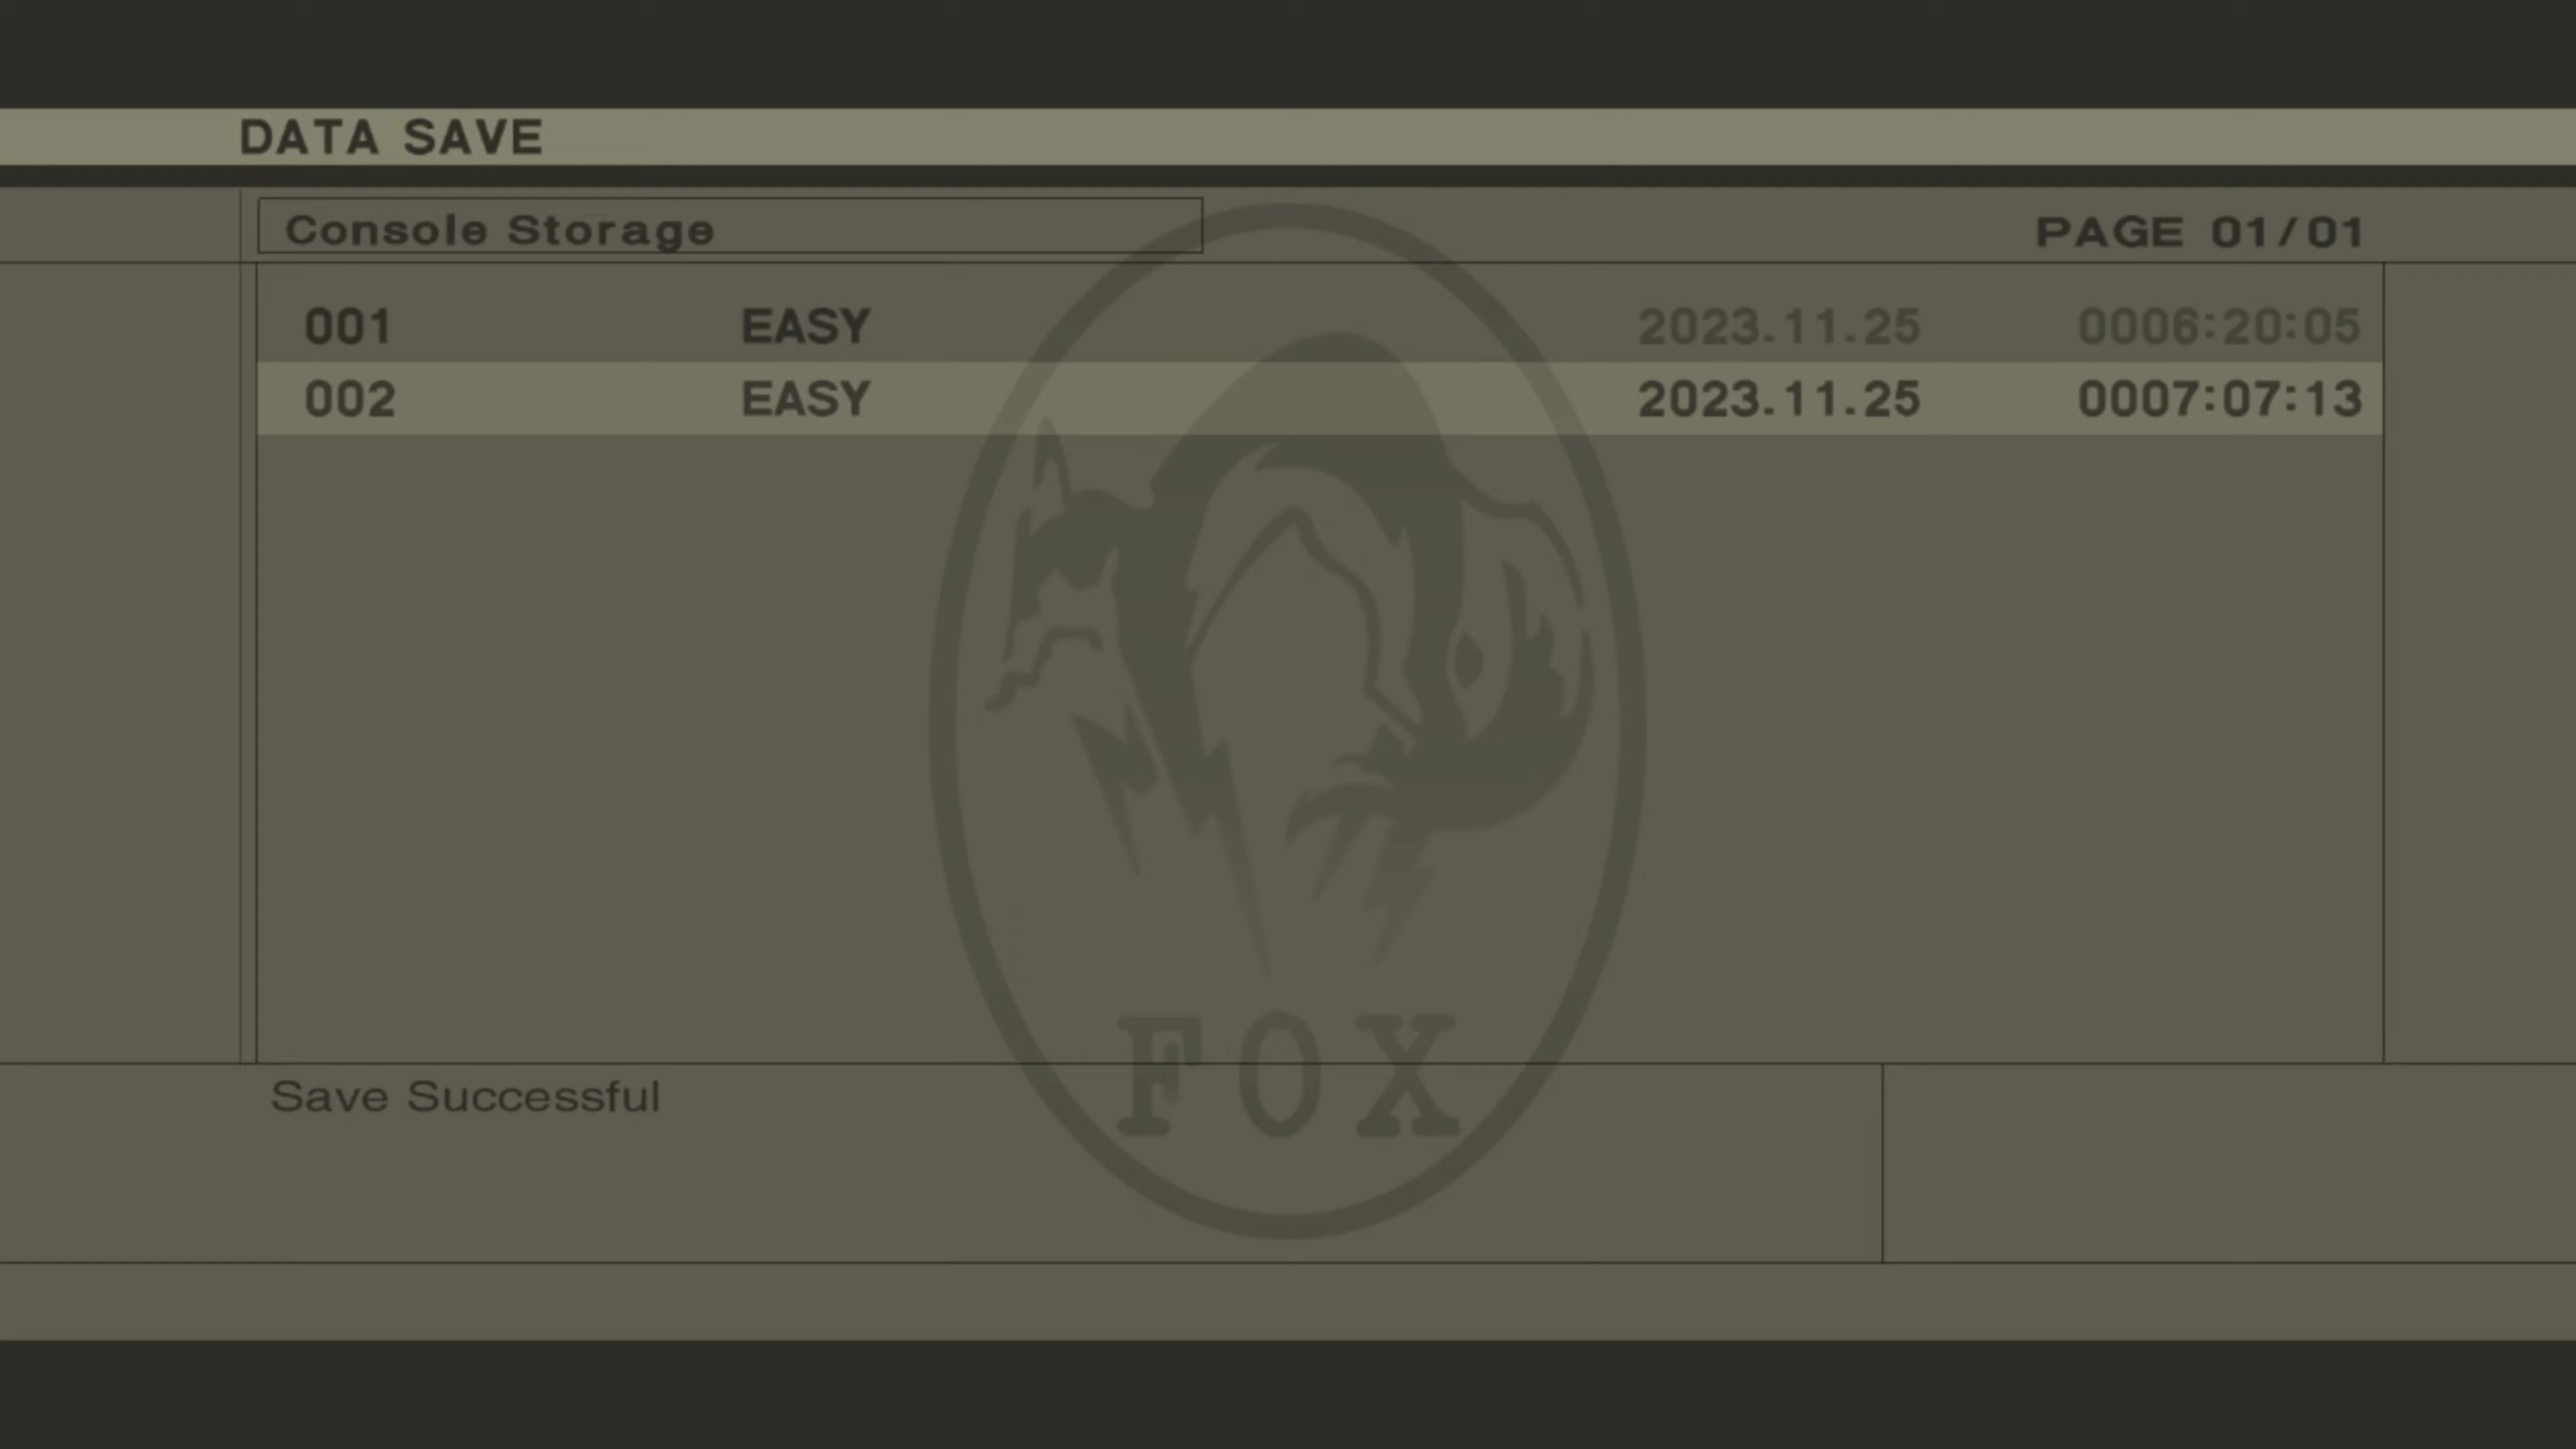 DATA SAVE
Console Storage PAGE 01/01
001 EASY 2023.11.25 0006:20:05
002 EASY 2023.11.25 0007:07:13
FOX
Save Successful